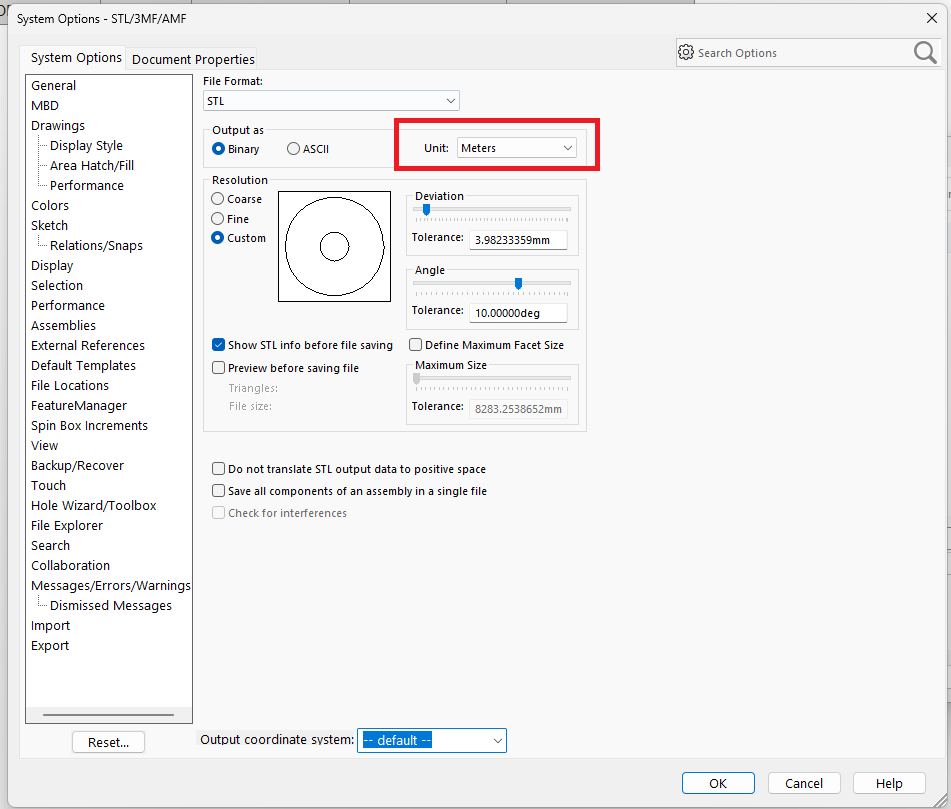 System Options - STL/3MF/AMF
System Options
Document Properties
Search Options
General
MBD
Drawings
Display Style
Area Hatch/Fill
Performance
Colors
Sketch
Relations/Snaps
Display
Selection
Performance
Assemblies
External References
Default Templates
File Locations
FeatureManager
Spin Box Increments
View
Backup/Recover
Touch
Hole Wizard/Toolbox
File Explorer
Search
Collaboration
Messages/Errors/Warnings
Dismissed Messages
Import
Export
Reset...
File Format:
STL
Output as
Binary
ASCII
Unit:
Meters
Resolution
Coarse
Fine
Custom
Deviation
Tolerance:
3.98233359mm
Angle
Tolerance:
10.00000deg
Show STL info before file saving
Define Maximum Facet Size
Preview before saving file
Triangles:
File size:
Maximum Size
Tolerance:
8283.2538652mm
Do not translate STL output data to positive space
Save all components of an assembly in a single file
Check for interferences
Output coordinate system:
-- default --
OK
Cancel
Help